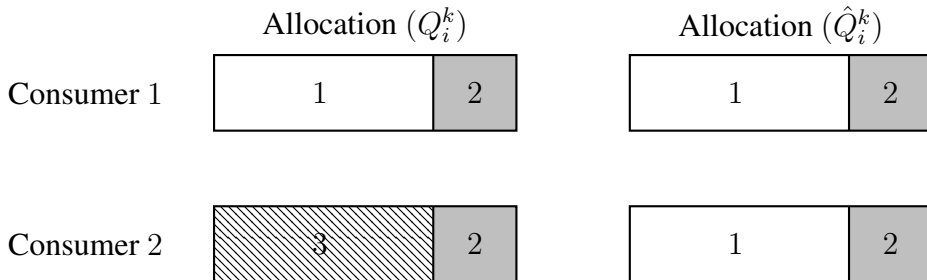 Allocation $(Q_i^k)$ Allocation $(\hat{Q}_i^k)$
Consumer 1 1 2 1 2
Consumer 2 3 2 1 2